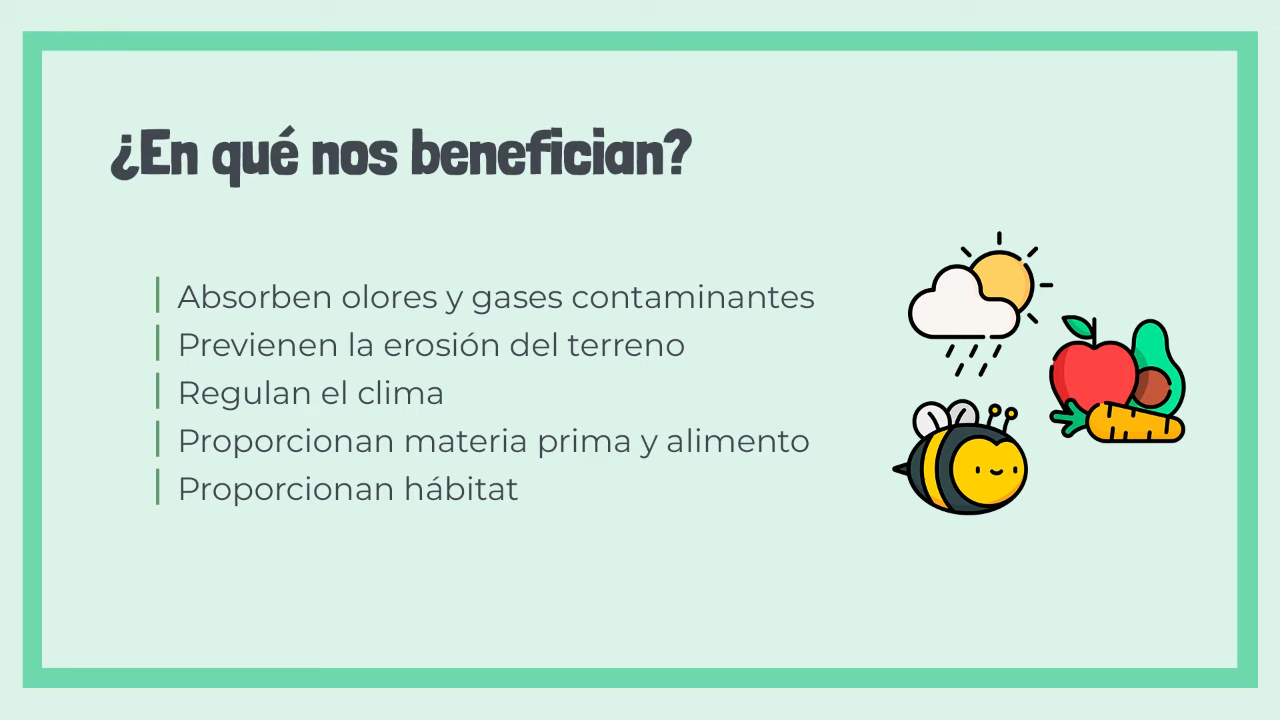 ¿En qué nos benefician?
Absorben olores y gases contaminantes
Previenen la erosión del terreno
Regulan el clima
Proporcionan materia prima y alimento
Proporcionan hábitat